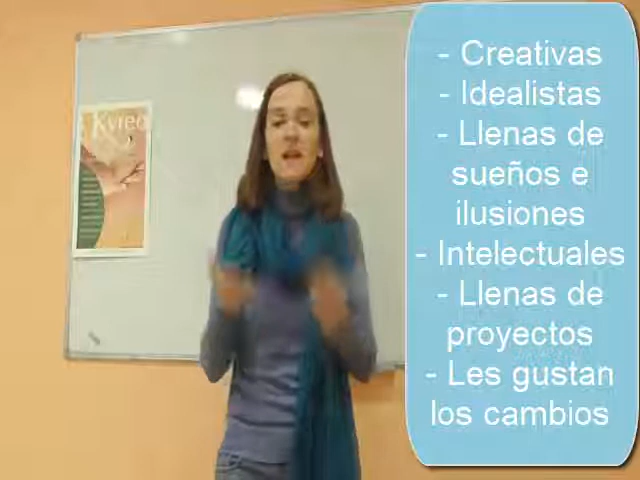 - Creativas
- Idealistas
- Llenas de
sueños e
ilusiones
- Intelectuales
- Llenas de
proyectos
- Les gustan
los cambios